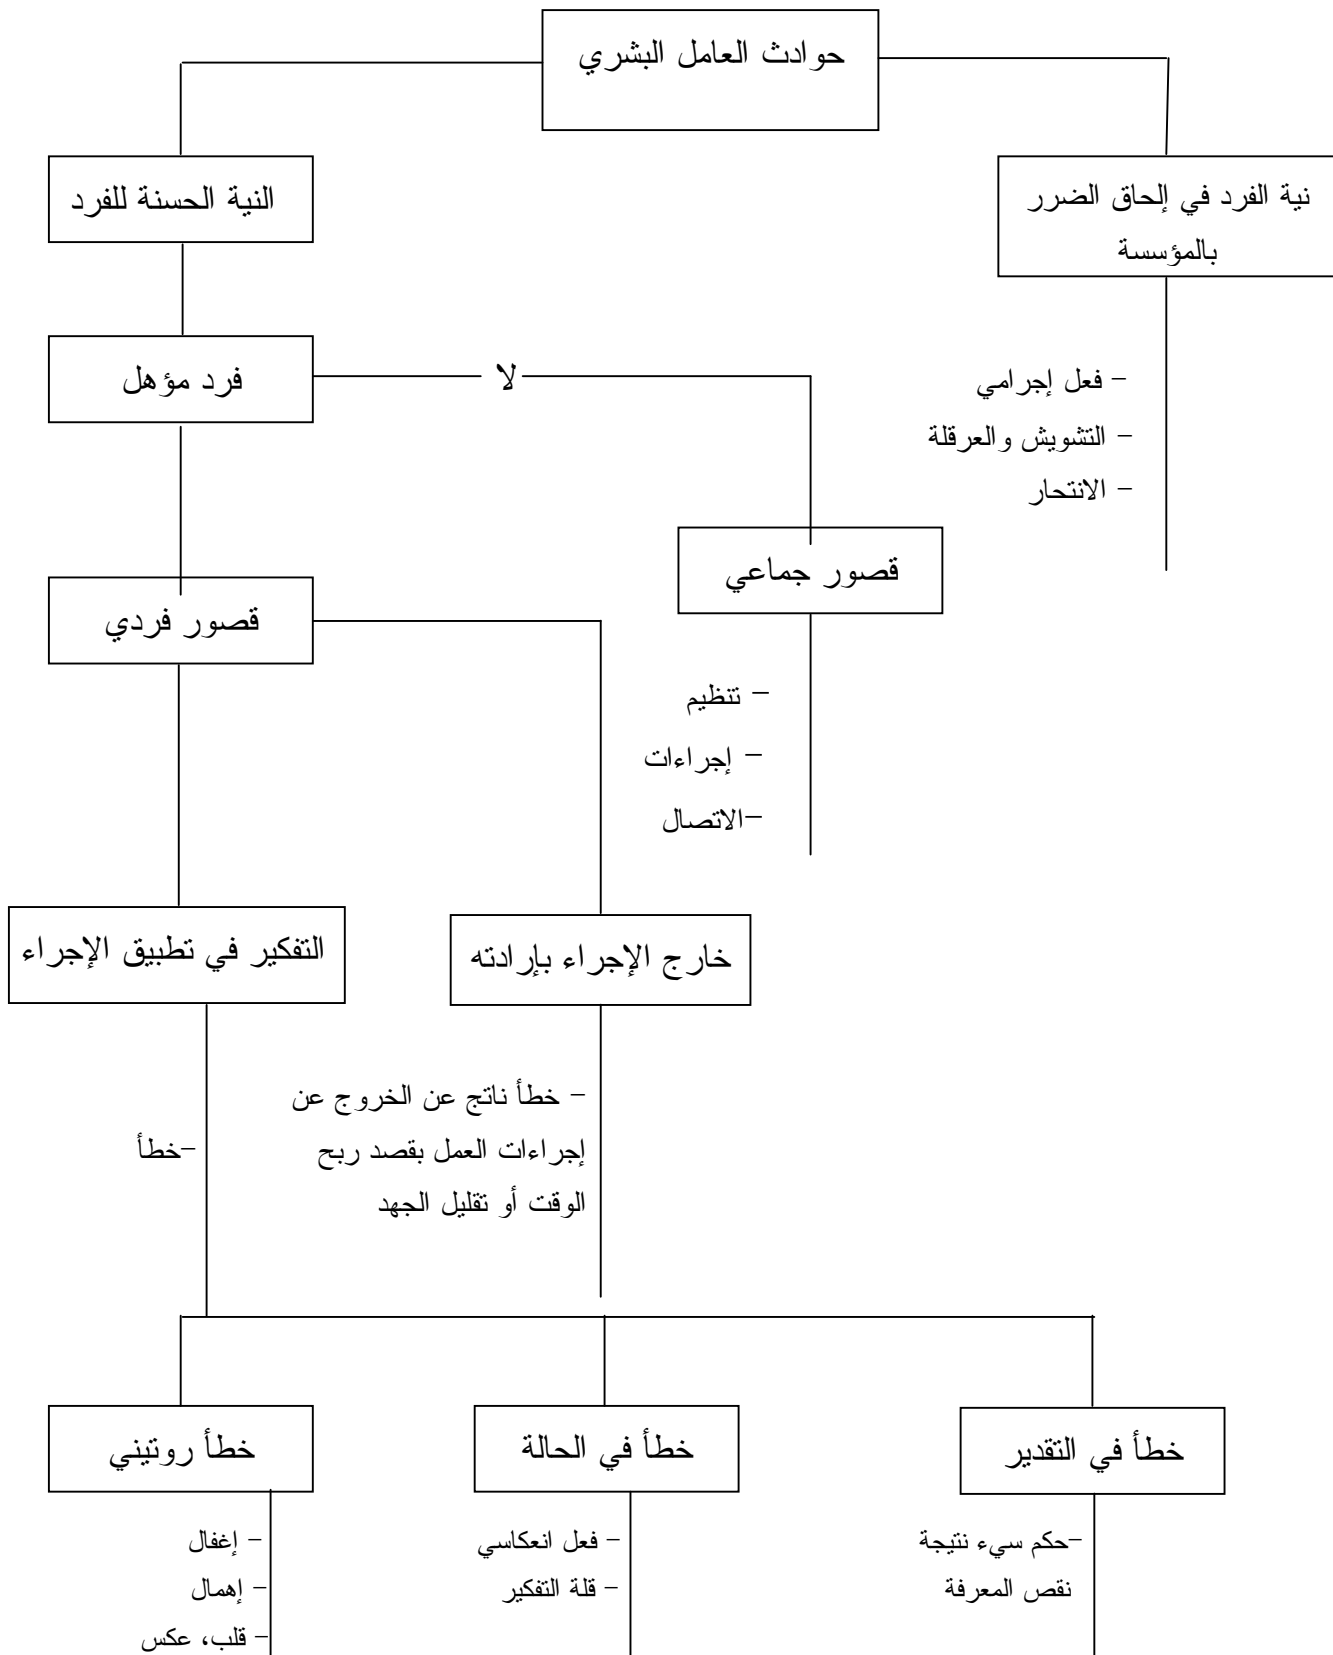 حوادث العامل البشري
نية الفرد في إلحاق الضرر
بالمؤسسة
النية الحسنة للفرد
فرد مؤهل
لا
– فعل إجرامي
– التشويش والعرقلة
– الانتحار
قصور جماعي
قصور فردي
– تنظيم
– إجراءات
–الاتصال
خارج الإجراء بإرادته
التفكير في تطبيق الإجراء
– خطأ ناتج عن الخروج عن
إجراءات العمل بقصد ربح
الوقت أو تقليل الجهد
–خطأ
خطأ في التقدير
خطأ في الحالة
خطأ روتيني
–حكم سيء نتيجة
نقص المعرفة
– فعل انعكاسي
– قلة التفكير
– إغفال
– إهمال
– قلب، عكس